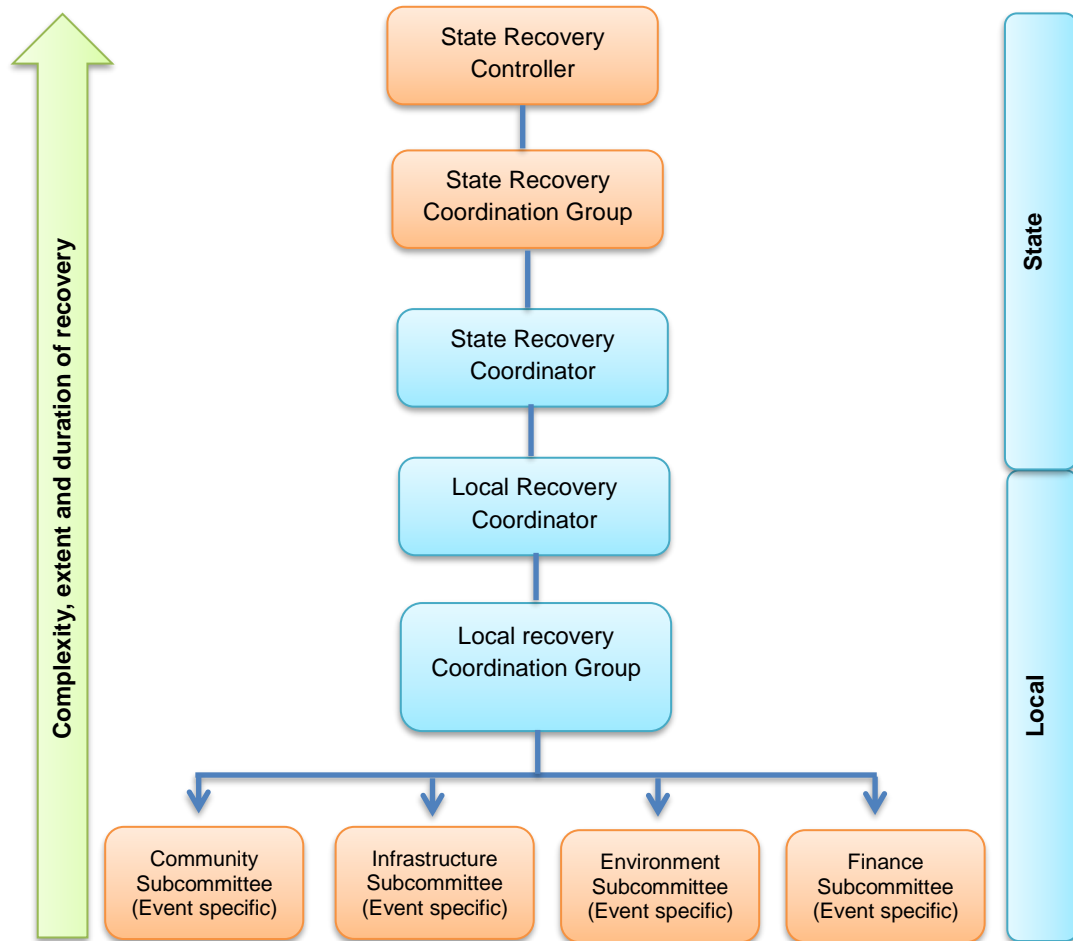 State Recovery
Controller
State Recovery
Coordination Group
State Recovery
Coordinator
Local Recovery
Coordinator
Local recovery
Coordination Group
Community
Subcommittee
(Event specific)
Infrastructure
Subcommittee
(Event specific)
Environment
Subcommittee
(Event specific)
Finance
Subcommittee
(Event specific)
Complexity, extent and duration of recovery
State
Local